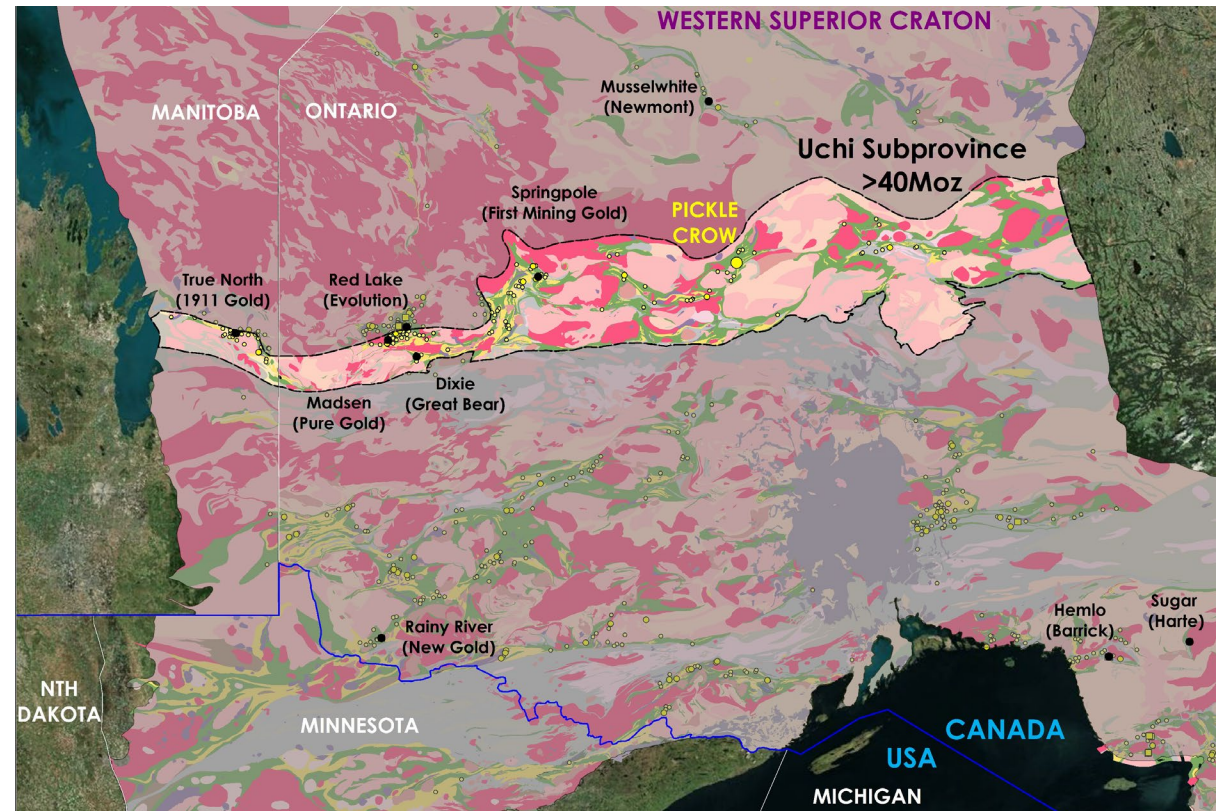 WESTERN SUPERIOR CRATON
MANITOBA
ONTARIO
Musselwhite
(Newmont)
Uchi Subprovince
>40Moz
Springpole
(First Mining Gold)
PICKLE
CROW
True North
(1911 Gold)
Red Lake
(Evolution)
Dixie
(Great Bear)
Madsen
(Pure Gold)
Rainy River
(New Gold)
Hemlo
(Barrick)
Sugar
(Harte)
NTH
DAKOTA
MINNESOTA
CANADA
USA
MICHIGAN